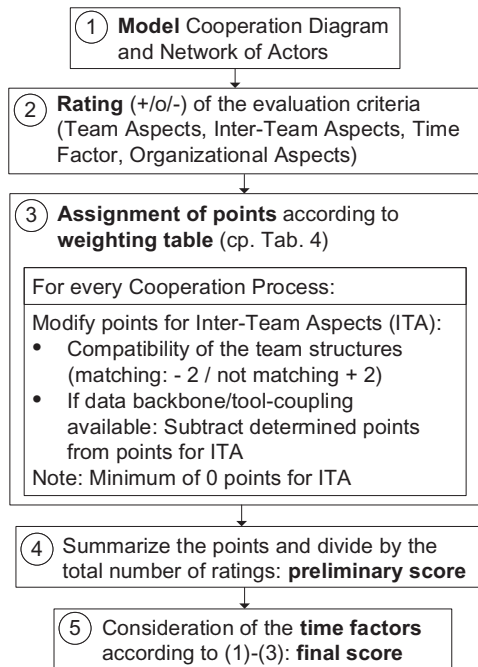 1 Model Cooperation Diagram
and Network of Actors
2 Rating (+/o/-) of the evaluation criteria
(Team Aspects, Inter-Team Aspects, Time
Factor, Organizational Aspects)
3 Assignment of points according to
weighting table (cp. Tab. 4)
For every Cooperation Process:
Modify points for Inter-Team Aspects (ITA):
• Compatibility of the team structures
(matching: - 2 / not matching + 2)
• If data backbone/tool-coupling
available: Subtract determined points
from points for ITA
Note: Minimum of 0 points for ITA
4 Summarize the points and divide by the
total number of ratings: preliminary score
5 Consideration of the time factors
according to (1)-(3): final score